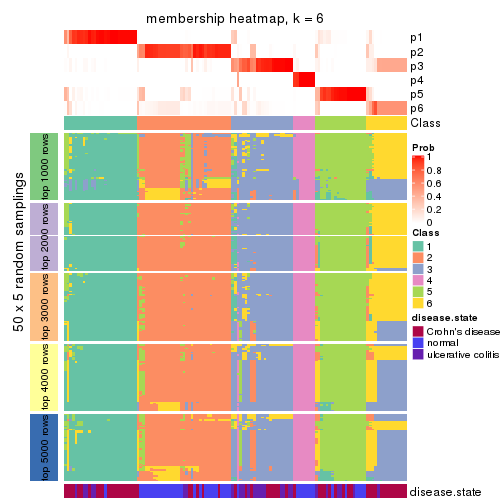 membership heatmap, k = 6
p1
p2
p3
p4
p5
p6
Class
50 x 5 random samplings
top 1000 rows
top 2000 rows
top 3000 rows
top 4000 rows
top 5000 rows
disease.state
Prob
1
0.8
0.6
0.4
0.2
0
Class
1
2
3
4
5
6
disease.state
Crohn's disease
normal
ulcerative colitis